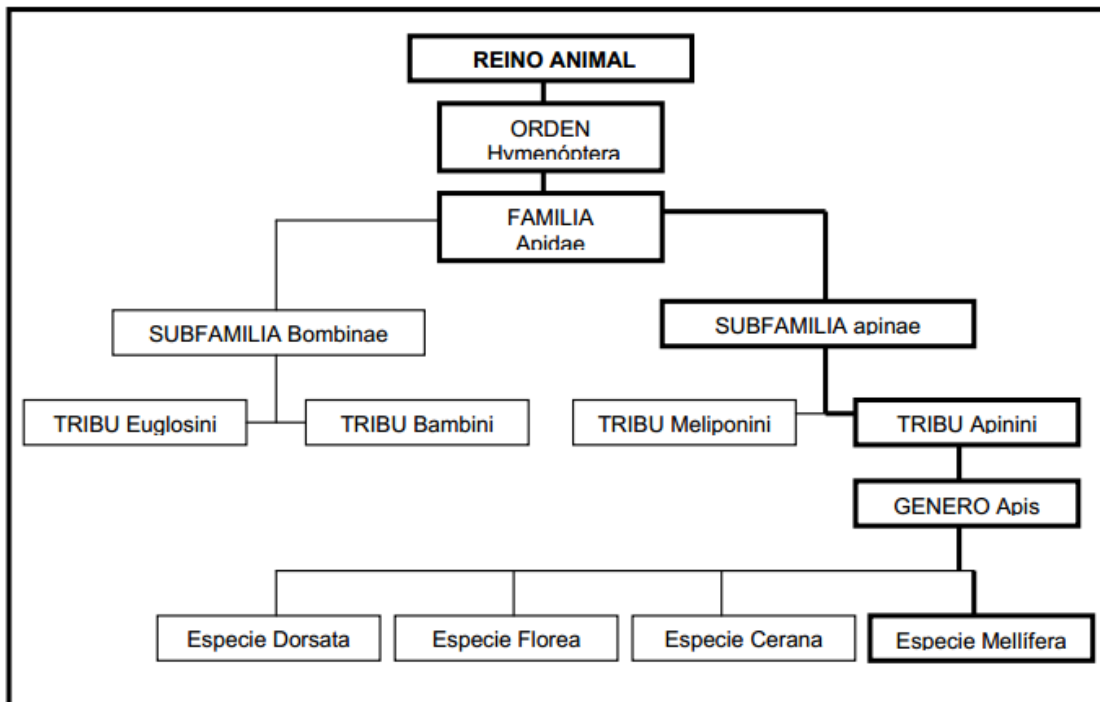 REINO ANIMAL
ORDEN
Hymenóptera
FAMILIA
Apidae
SUBFAMILIA Bombinae
SUBFAMILIA apinae
TRIBU Euglosini
TRIBU Bambini
TRIBU Meliponini
TRIBU Apinini
GENERO Apis
Especie Dorsata
Especie Florea
Especie Cerana
Especie Mellífera